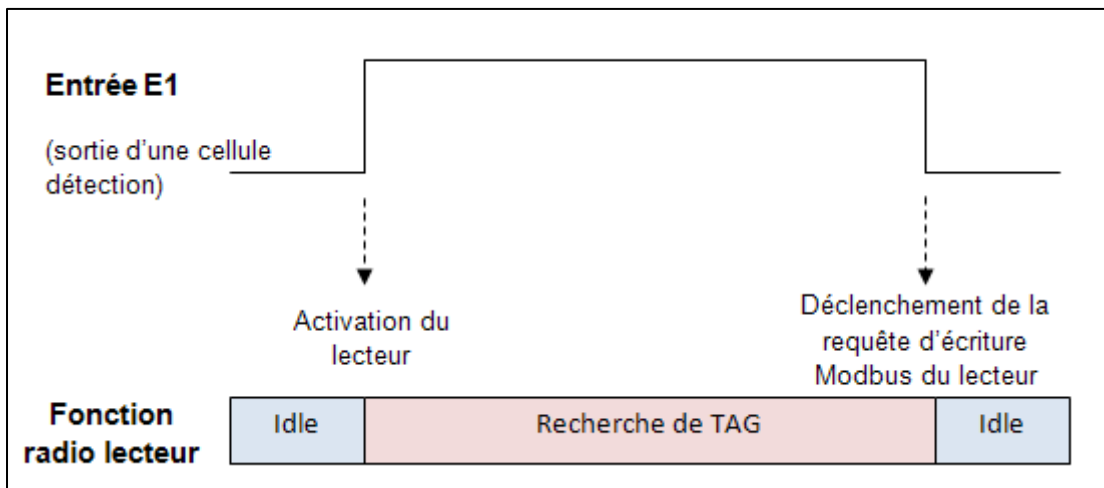 Entrée E1
(sortie d'une cellule
détection)
Activation du
lecteur
Déclenchement de la
requête d'écriture
Modbus du lecteur
Fonction
radio lecteur
Idle
Recherche de TAG
Idle